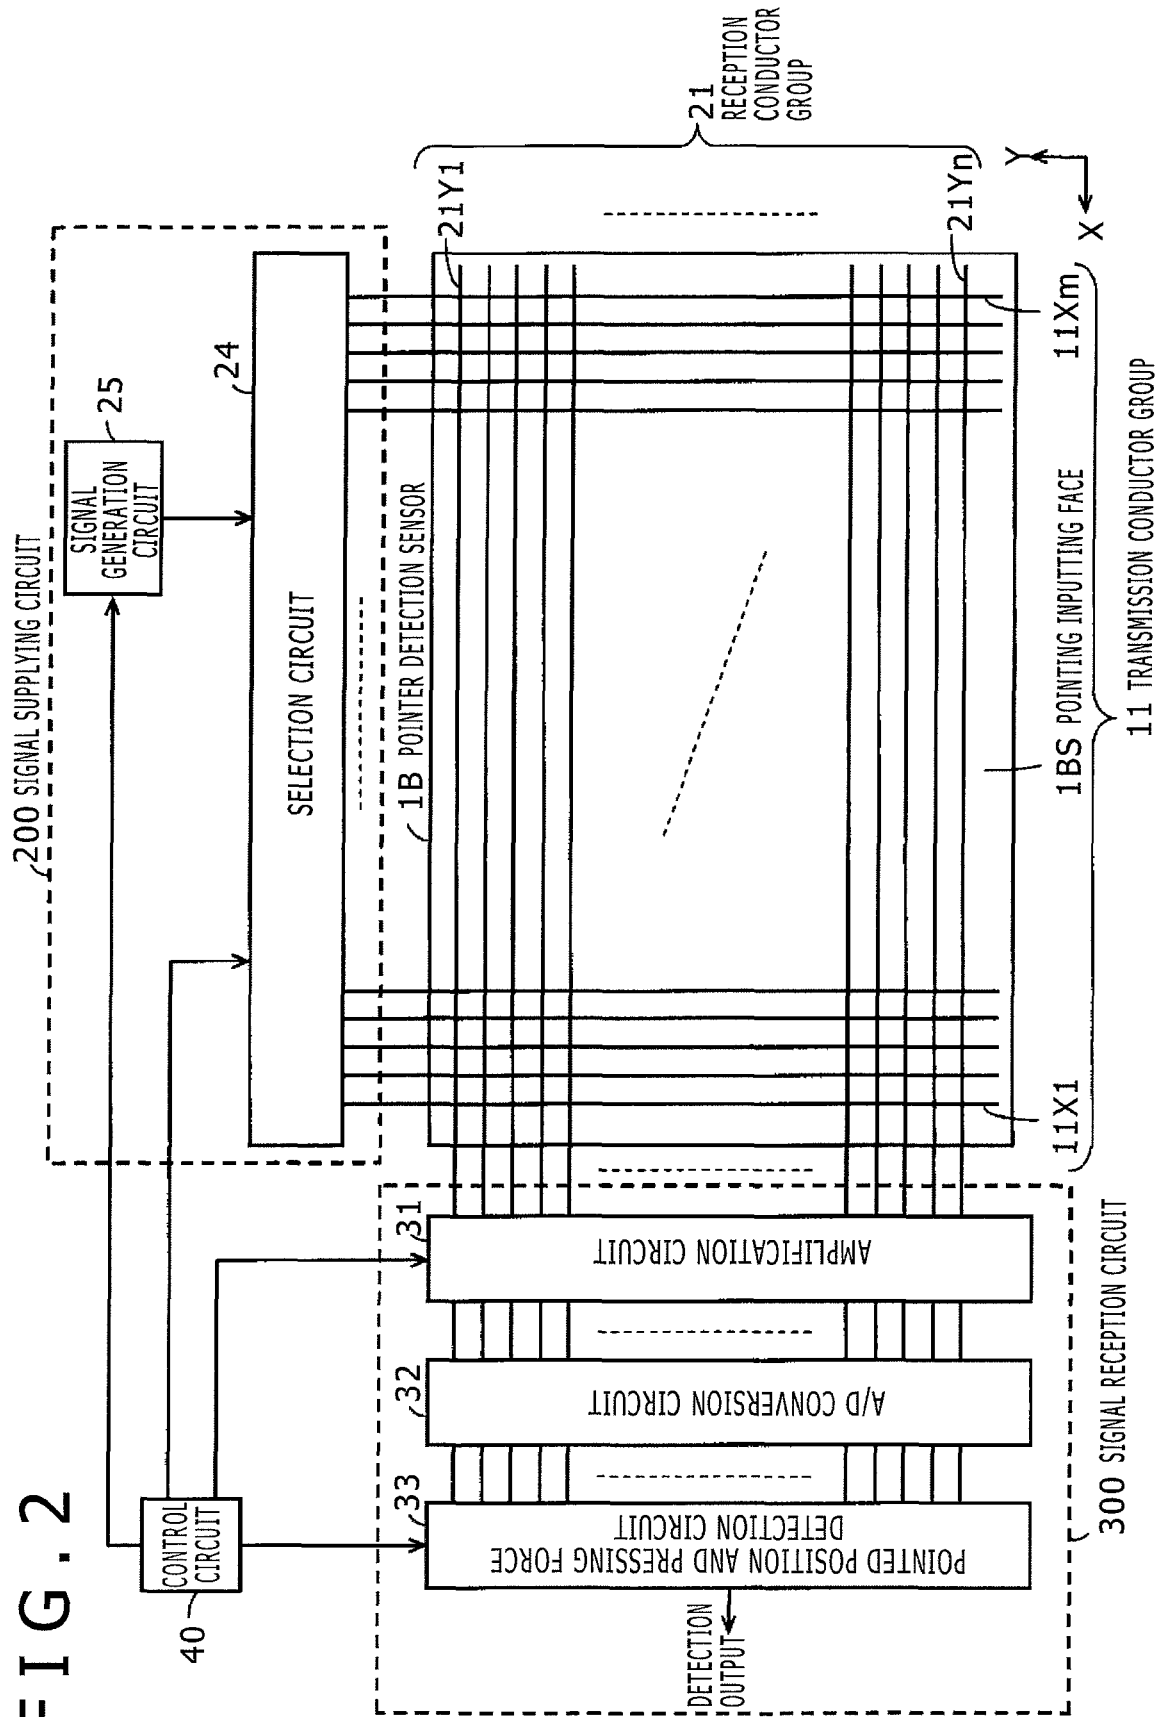 FIG. 2
200 SIGNAL SUPPLYING CIRCUIT
SIGNAL
GENERATION
CIRCUIT
25
24
SELECTION CIRCUIT
40
CONTROL
CIRCUIT
1B POINTER DETECTION SENSOR
21Y1
21Yn
21
RECEPTION
CONDUCTOR
GROUP
Y
X
33
POINTED POSITION AND PRESSING FORCE
DETECTION CIRCUIT
32
A/D CONVERSION CIRCUIT
31
AMPLIFICATION CIRCUIT
DETECTION
OUTPUT
11X1
1BS POINTING INPUTTING FACE
11Xm
300 SIGNAL RECEPTION CIRCUIT
11 TRANSMISSION CONDUCTOR GROUP